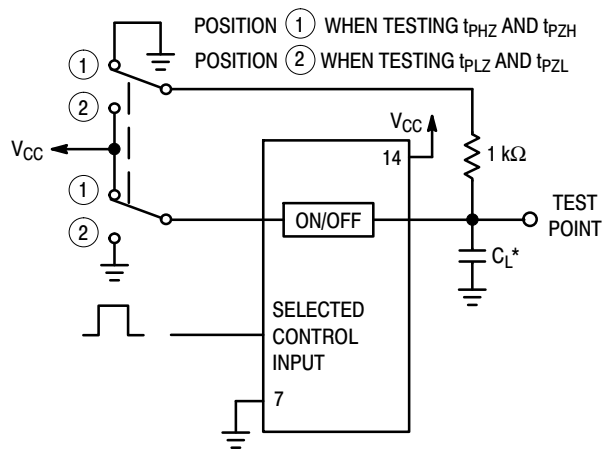 POSITION ① WHEN TESTING tPHZ AND tPZH
POSITION ② WHEN TESTING tPLZ AND tPZL
①
②
VCC
①
②
VCC
14
1 kΩ
ON/OFF
TEST
POINT
CL*
SELECTED
CONTROL
INPUT
7